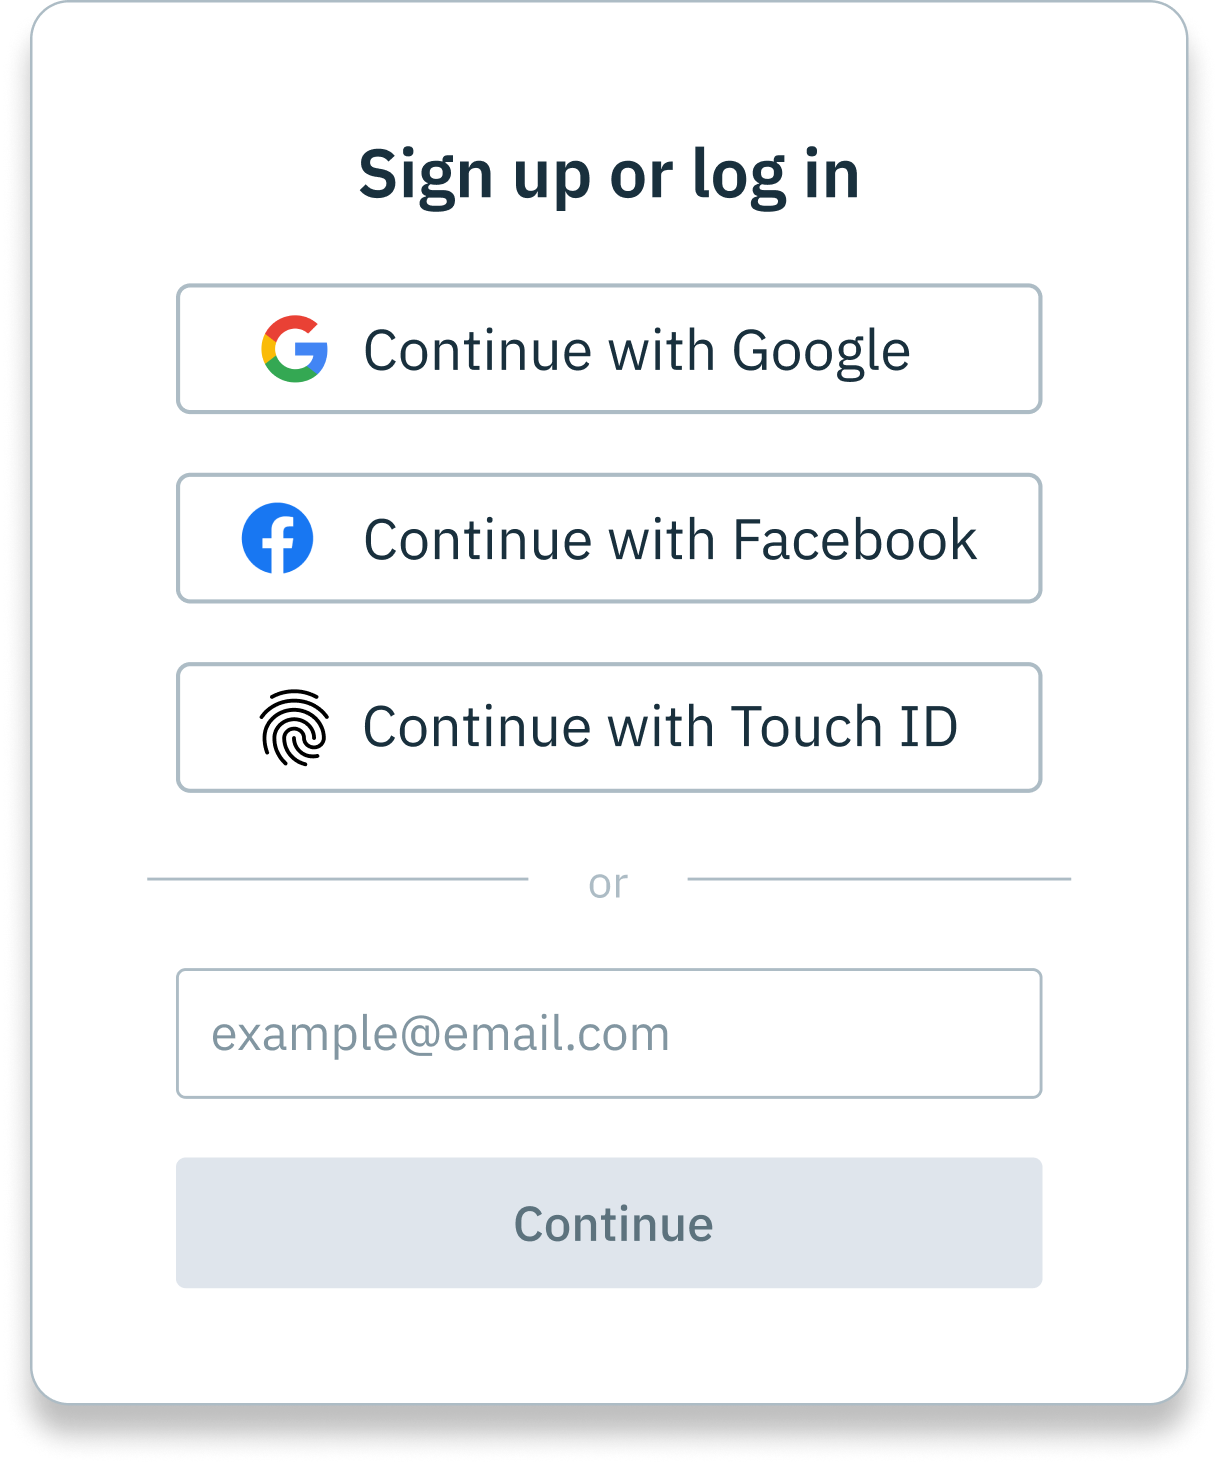 Sign up or log in
Continue with Google
Continue with Facebook
Continue with Touch ID
or
example@email.com
Continue